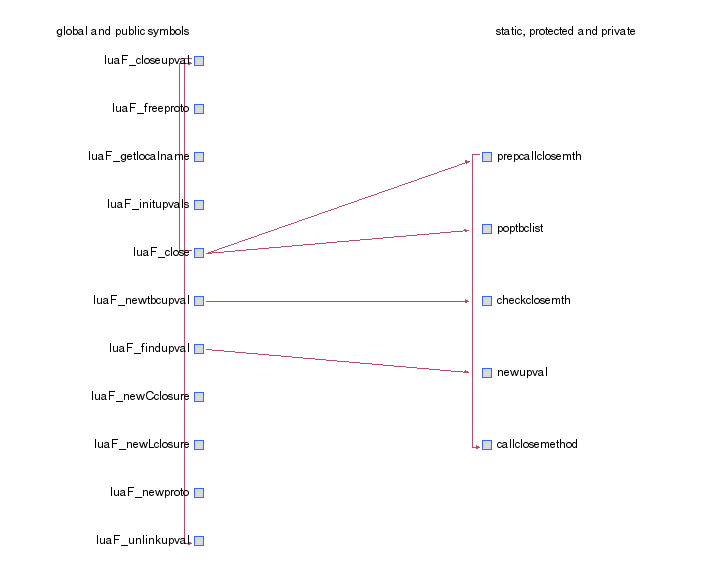 global and public symbols
static, protected and private
luaF_closeupval
luaF_freeproto
luaF_getlocalname
prepcallclosemth
luaF_initupvals
poptbclist
luaF_close
luaF_newtbcupval
checkclosemth
luaF_findupval
newupval
luaF_newCclosure
luaF_newLclosure
callclosemethod
luaF_newproto
luaF_unlinkupval